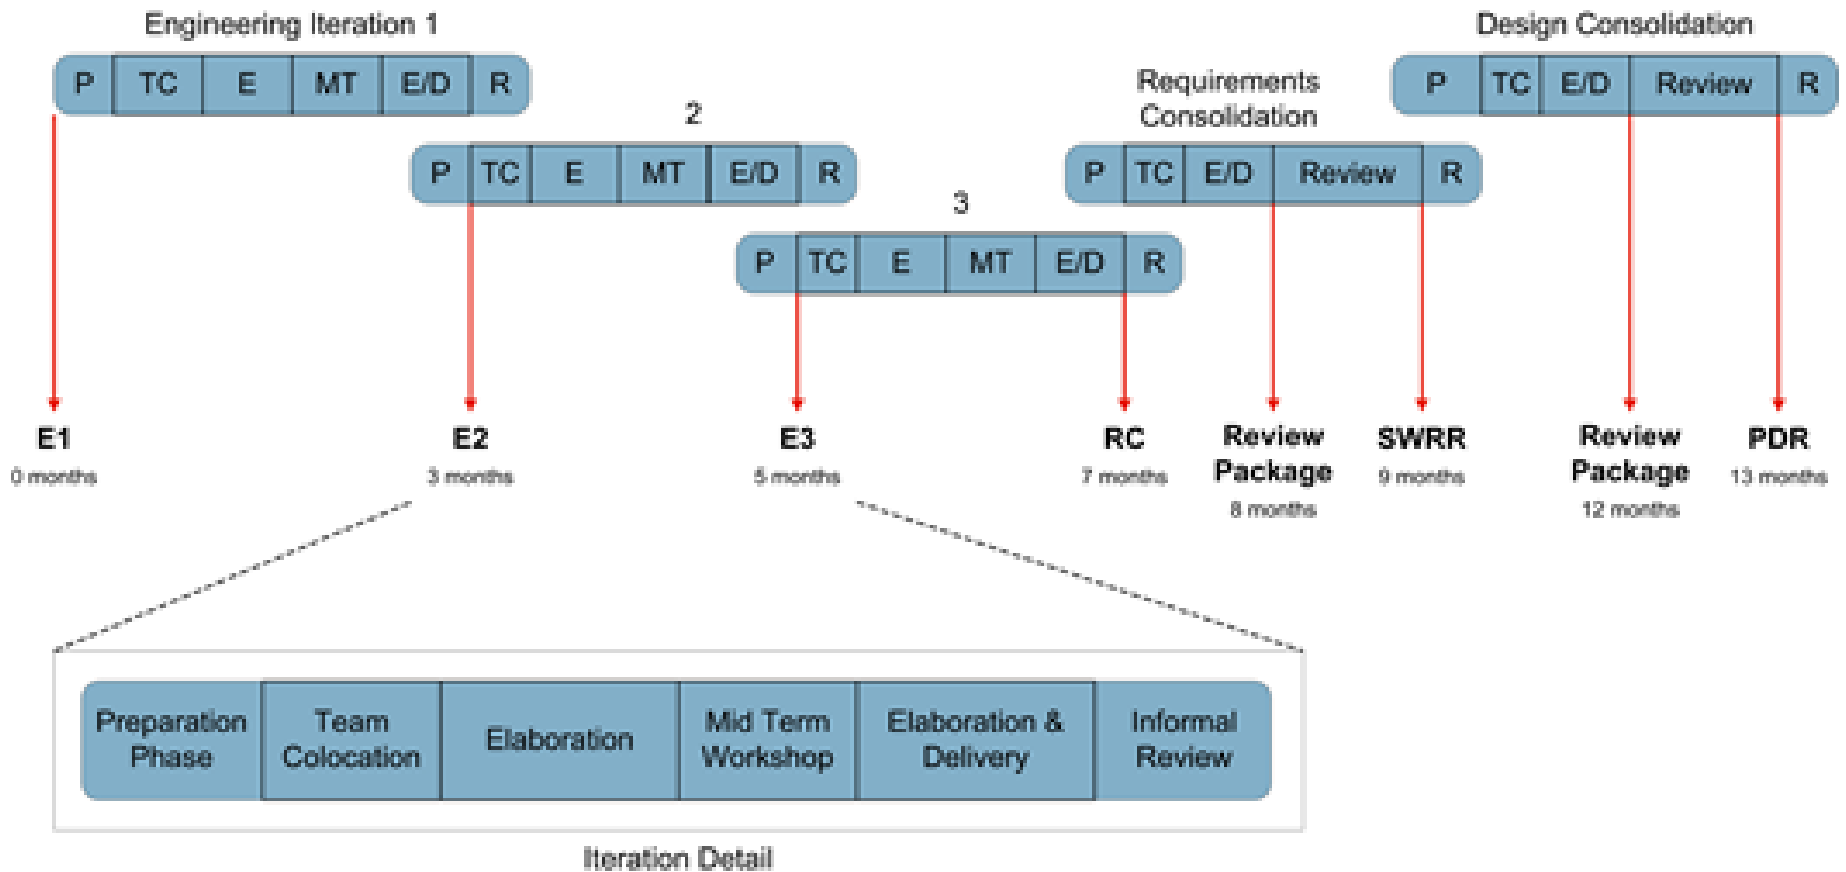 Engineering Iteration 1
P TC E MT E/D R
2
P TC E MT E/D R
3
P TC E MT E/D R
Requirements
Consolidation
P TC E/D Review R
Design Consolidation
P TC E/D Review R
E1
0 months
E2
3 months
E3
5 months
RC
7 months
Review
Package
8 months
SWRR
9 months
Review
Package
12 months
PDR
13 months
Preparation
Phase
Team
Colocation
Elaboration
Mid Term
Workshop
Elaboration &
Delivery
Informal
Review
Iteration Detail